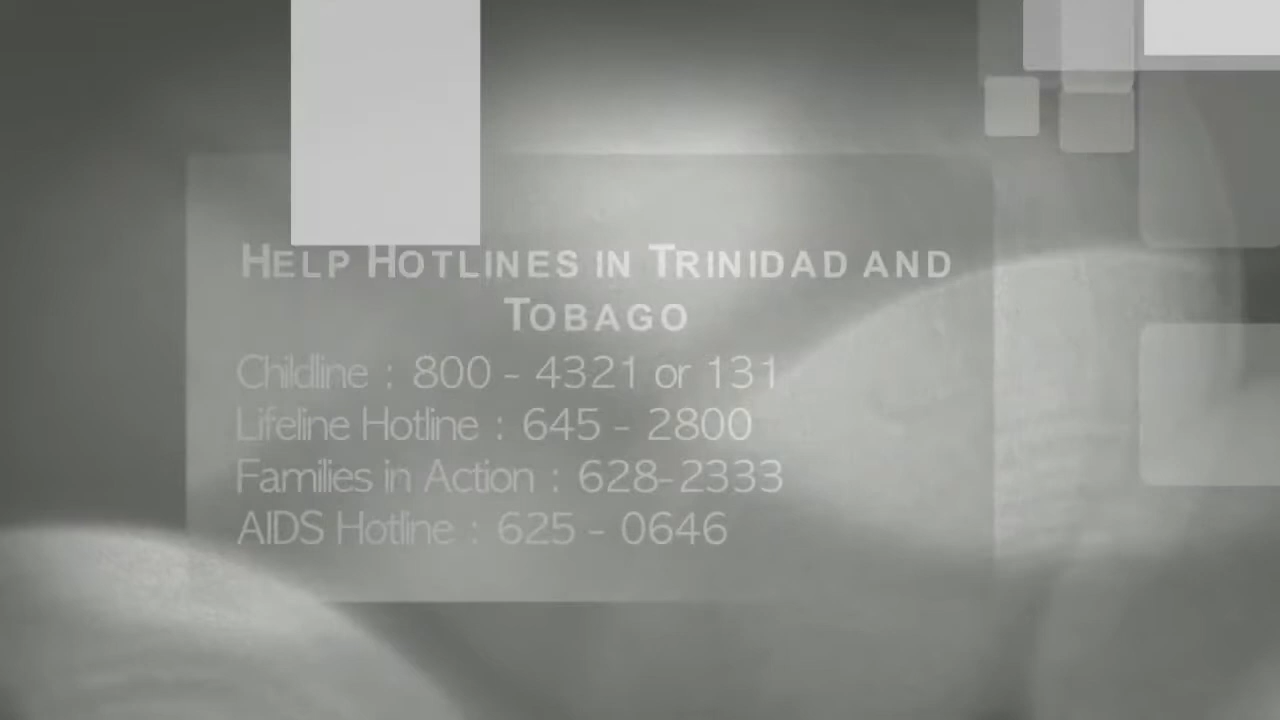 HELP HOTLINES IN TRINIDAD AND
TOBAGO
Childline : 800 - 4321 or 131
Lifeline Hotline : 645 - 2800
Families in Action : 628-2333
AIDS Hotline : 625 - 0646